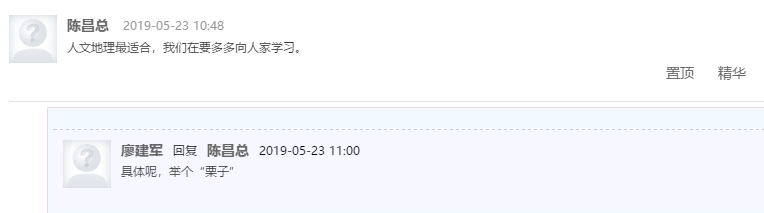 陈昌总 2019-05-23 10:48
人文地理最适合，我们在要多多向人家学习。
置顶 精华
廖建军 回复 陈昌总 2019-05-23 11:00
具体呢，举个“栗子”